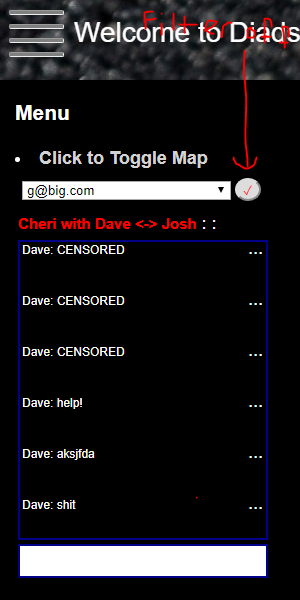 Welcome to Diads
Filter off
Menu
Click to Toggle Map
g@big.com
Cheri with Dave <-> Josh : :
Dave: CENSORED ...
Dave: CENSORED ...
Dave: CENSORED ...
Dave: help! ...
Dave: aksjfda ...
Dave: shit ...